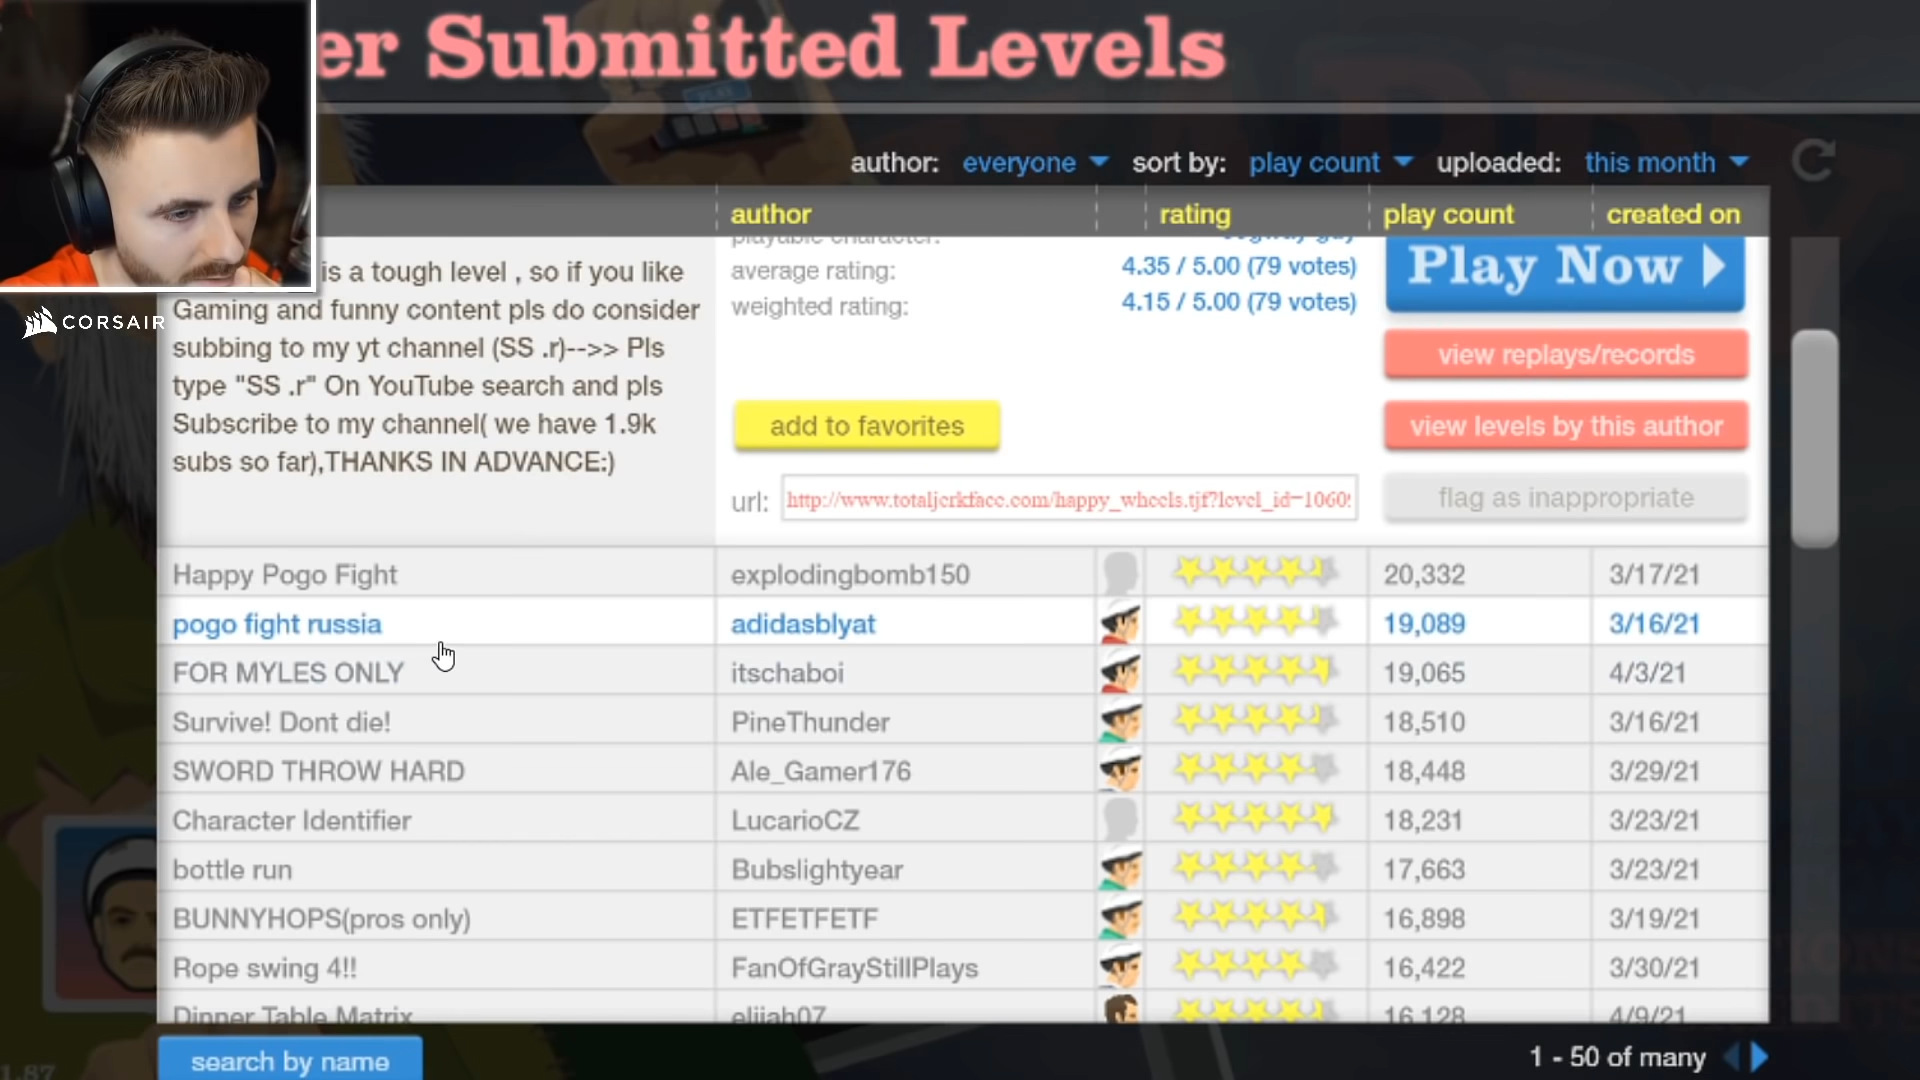 er Submitted Levels
author: everyone sort by: play count uploaded: this month
author rating play count created on
is a tough level , so if you like
Gaming and funny content pls do consider
subbing to my yt channel (SS .r)-->> Pls
type "SS .r" On YouTube search and pls
Subscribe to my channel( we have 1.9k
subs so far),THANKS IN ADVANCE:)
CORSAIR
playable character: segway guy
average rating: 4.35 / 5.00 (79 votes)
weighted rating: 4.15 / 5.00 (79 votes)
add to favorites
url: http://www.totaljerkface.com/happy_wheels.tjf?level_id=1060
Play Now
view replays/records
view levels by this author
flag as inappropriate
Happy Pogo Fight explodingbomb150 20,332 3/17/21
pogo fight russia adidasblyat 19,089 3/16/21
FOR MYLES ONLY itschaboi 19,065 4/3/21
Survive! Dont die! PineThunder 18,510 3/16/21
SWORD THROW HARD Ale_Gamer176 18,448 3/29/21
Character Identifier LucarioCZ 18,231 3/23/21
bottle run Bubslightyear 17,663 3/23/21
BUNNYHOPS(pros only) ETFETFETF 16,898 3/19/21
Rope swing 4!! FanOfGrayStillPlays 16,422 3/30/21
Dinner Table Matrix elijah07 16,128 4/9/21
search by name
1 - 50 of many
1.87